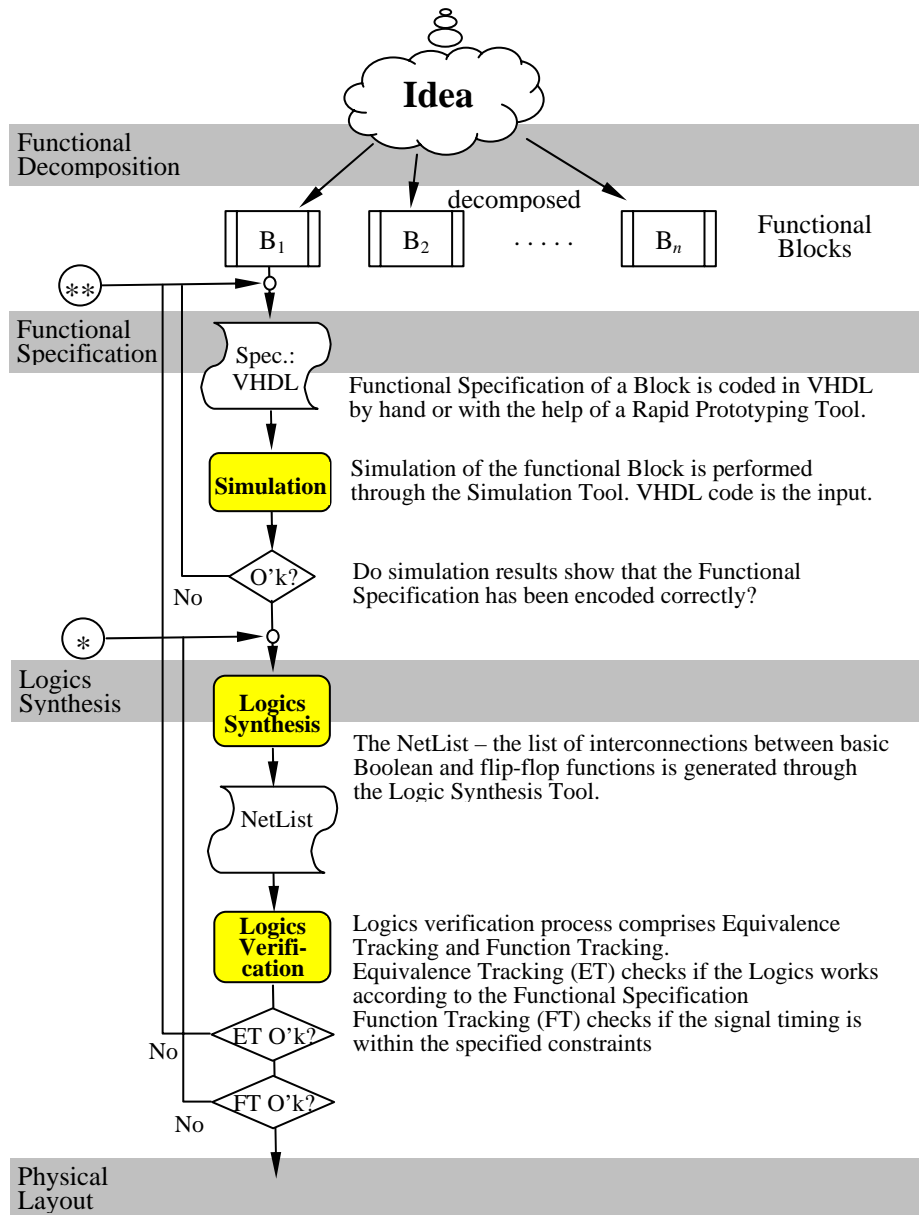 Idea
Functional
Decomposition
decomposed
B1
B2
. . . . .
Bn
Functional
Blocks
**
Functional
Specification
Spec.:
VHDL
Functional Specification of a Block is coded in VHDL
by hand or with the help of a Rapid Prototyping Tool.
Simulation
Simulation of the functional Block is performed
through the Simulation Tool. VHDL code is the input.
O’k?
No
Do simulation results show that the Functional
Specification has been encoded correctly?
*
Logics
Synthesis
Logics
Synthesis
The NetList – the list of interconnections between basic
Boolean and flip-flop functions is generated through
the Logic Synthesis Tool.
NetList
Logics
Verifi-
cation
Logics verification process comprises Equivalence
Tracking and Function Tracking.
Equivalence Tracking (ET) checks if the Logics works
according to the Functional Specification
Function Tracking (FT) checks if the signal timing is
within the specified constraints
ET O’k?
No
FT O’k?
No
Physical
Layout